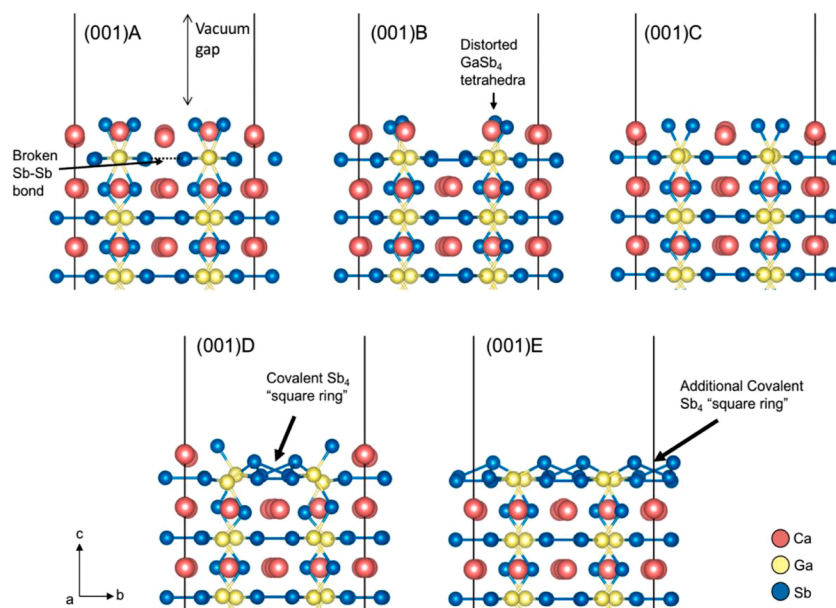 (001)A
Vacuum
gap
Broken
Sb-Sb
bond
(001)B
Distorted
GaSb₄
tetrahedra
(001)C
(001)D
Covalent Sb₄
“square ring”
(001)E
Additional Covalent
Sb₄ “square ring”
c
a
b
Ca
Ga
Sb